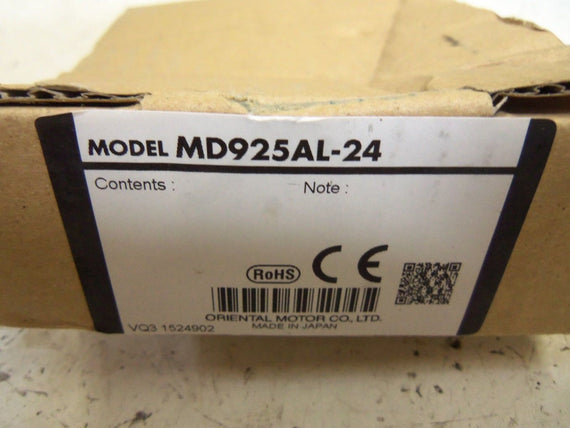 MODEL MD925AL-24
Contents : Note :
RoHS CE
ORIENTAL MOTOR CO., LTD.
VQ3 1524902 MADE IN JAPAN